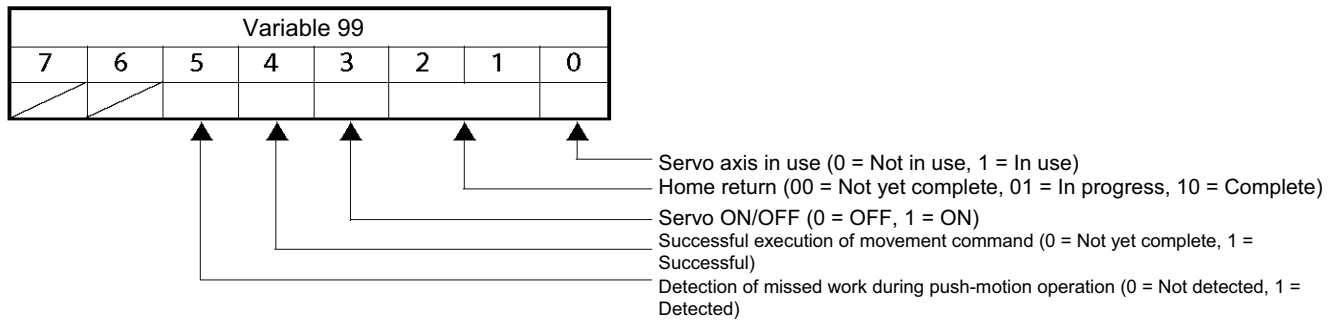 Variable 99
7 6 5 4 3 2 1 0
Servo axis in use (0 = Not in use, 1 = In use)
Home return (00 = Not yet complete, 01 = In progress, 10 = Complete)
Servo ON/OFF (0 = OFF, 1 = ON)
Successful execution of movement command (0 = Not yet complete, 1 =
Successful)
Detection of missed work during push-motion operation (0 = Not detected, 1 =
Detected)